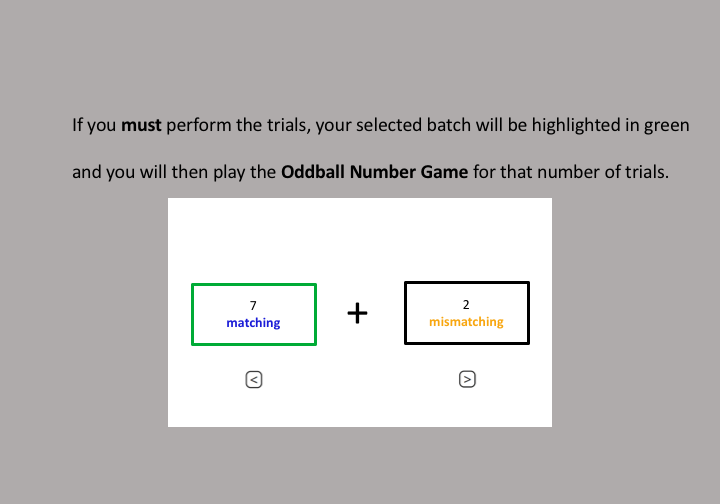 If you must perform the trials, your selected batch will be highlighted in green
and you will then play the Oddball Number Game for that number of trials.
7
matching
+
2
mismatching
<
>